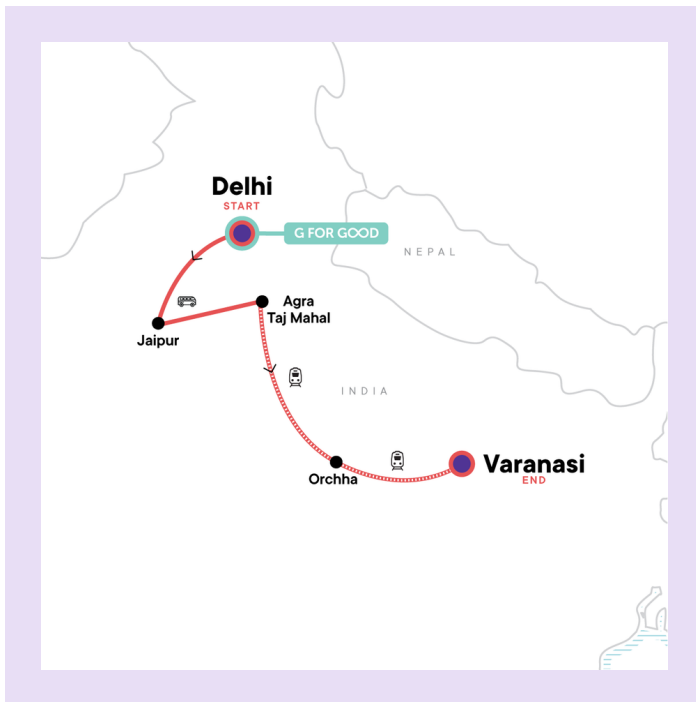 Delhi
START
G FOR GOOD
NEPAL
Agra
Taj Mahal
Jaipur
INDIA
Orchha
Varanasi
END